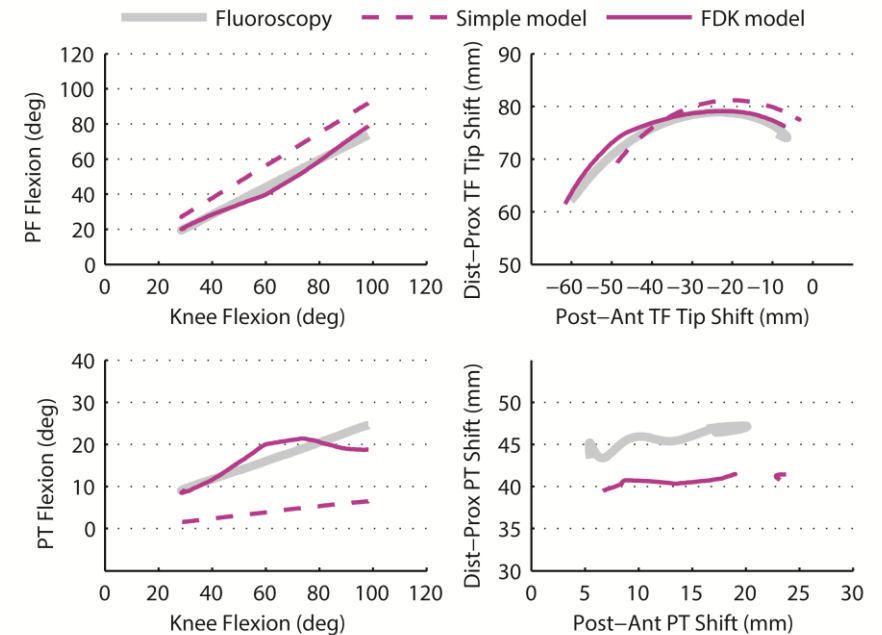 Fluoroscopy Simple model FDK model
120
100
80
60
40
20
0
0 20 40 60 80 100 120
PF Flexion (deg)
Knee Flexion (deg)
90
80
70
60
50
−60 −50 −40 −30 −20 −10 0
Dist−Prox TF Tip Shift (mm)
Post−Ant TF Tip Shift (mm)
40
30
20
10
0
0 20 40 60 80 100 120
PT Flexion (deg)
Knee Flexion (deg)
50
45
40
35
30
0 5 10 15 20 25 30
Dist−Prox PT Shift (mm)
Post−Ant PT Shift (mm)